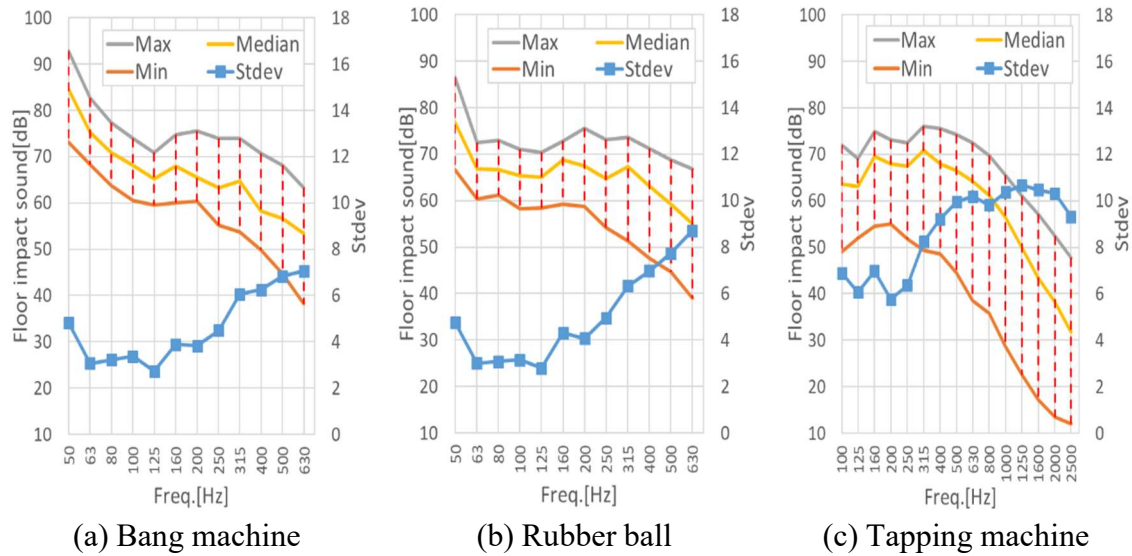 Max Median
Min Stdev
Floor impact sound[dB]
100
90
80
70
60
50
40
30
20
10
18
16
14
12
10
8
6
4
2
0
Stdev
50 63 80 100 125 160 200 250 315 400 500 630
Freq.[Hz]
(a) Bang machine
Max Median
Min Stdev
Floor impact sound[dB]
100
90
80
70
60
50
40
30
20
10
18
16
14
12
10
8
6
4
2
0
Stdev
50 63 80 100 125 160 200 250 315 400 500 630
Freq.[Hz]
(b) Rubber ball
Max Median
Min Stdev
Floor impact sound[dB]
100
90
80
70
60
50
40
30
20
10
18
16
14
12
10
8
6
4
2
0
Stdev
100 125 160 200 250 315 400 500 630 800 1000 1250 1600 2000 2500
Freq.[Hz]
(c) Tapping machine